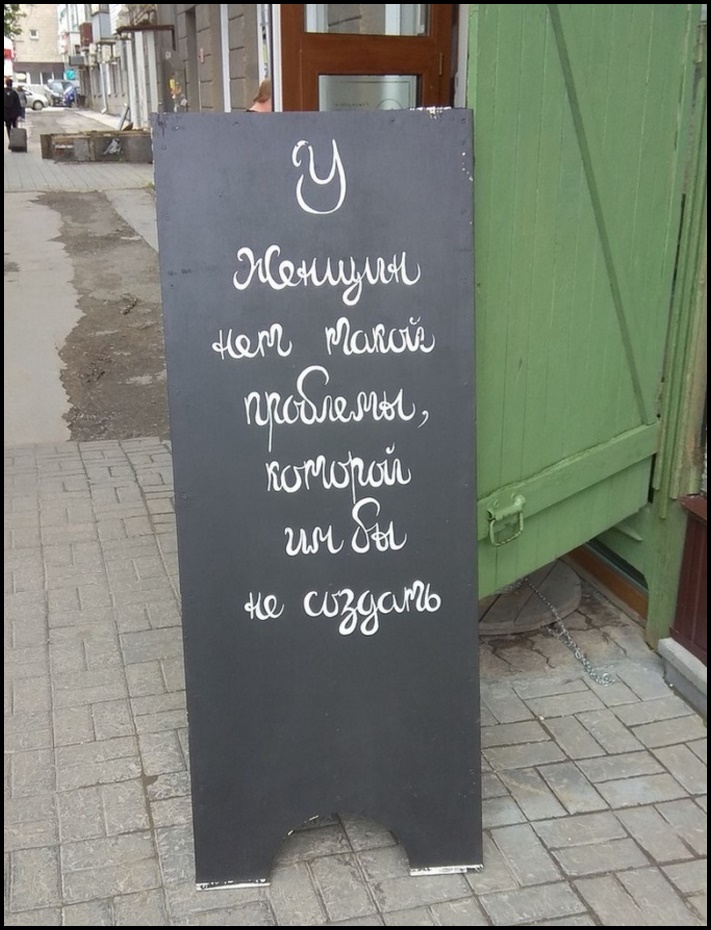 У
Женщин
нет такой
проблемы,
которой
им бы
не создать